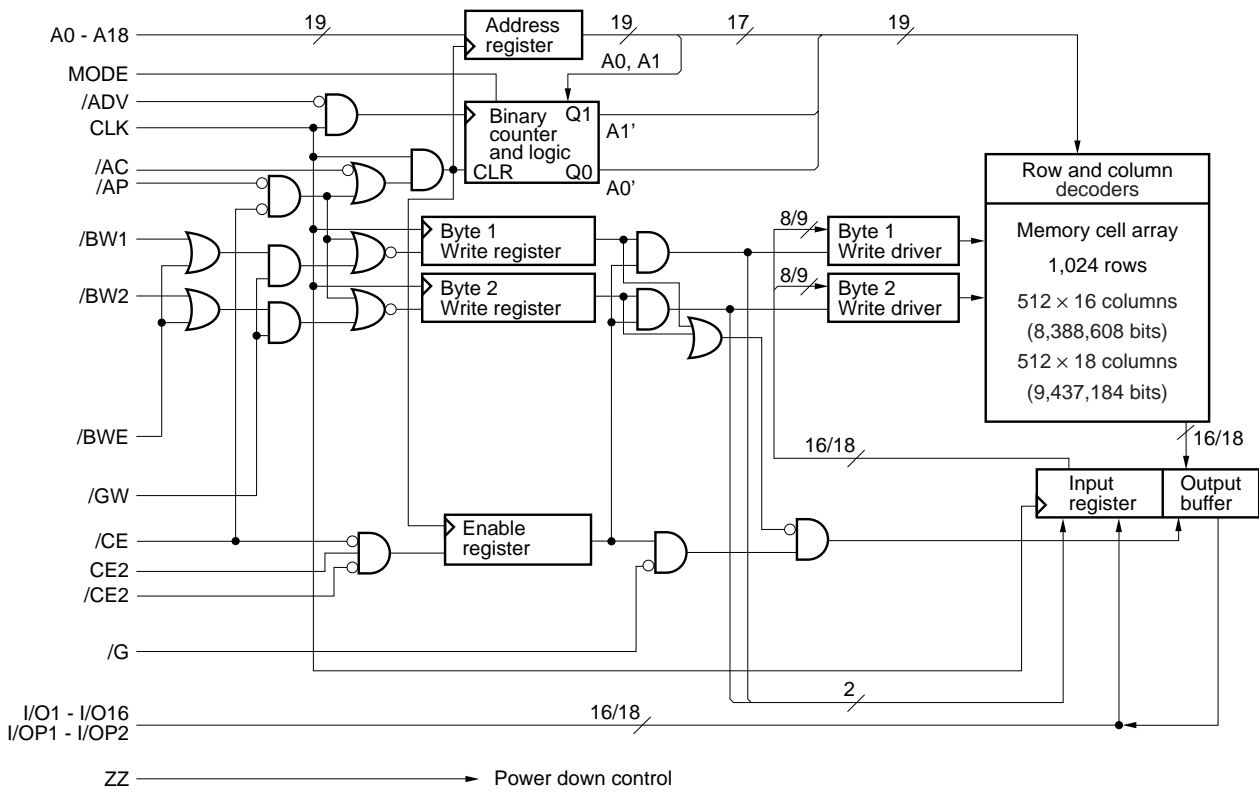 A0 - A18
19
Address
register
19
17
19
MODE
A0, A1
/ADV
CLK
Binary
counter
and logic
CLR
Q1
Q0
A1'
A0'
/AC
/AP
/BW1
/BW2
/BWE
/GW
Byte 1
Write register
Byte 2
Write register
8/9
Byte 1
Write driver
8/9
Byte 2
Write driver
Row and column
decoders
Memory cell array
1,024 rows
512 × 16 columns
(8,388,608 bits)
512 × 18 columns
(9,437,184 bits)
16/18
16/18
Input
register
Output
buffer
/CE
CE2
/CE2
Enable
register
/G
2
I/O1 - I/O16
I/OP1 - I/OP2
16/18
ZZ
Power down control